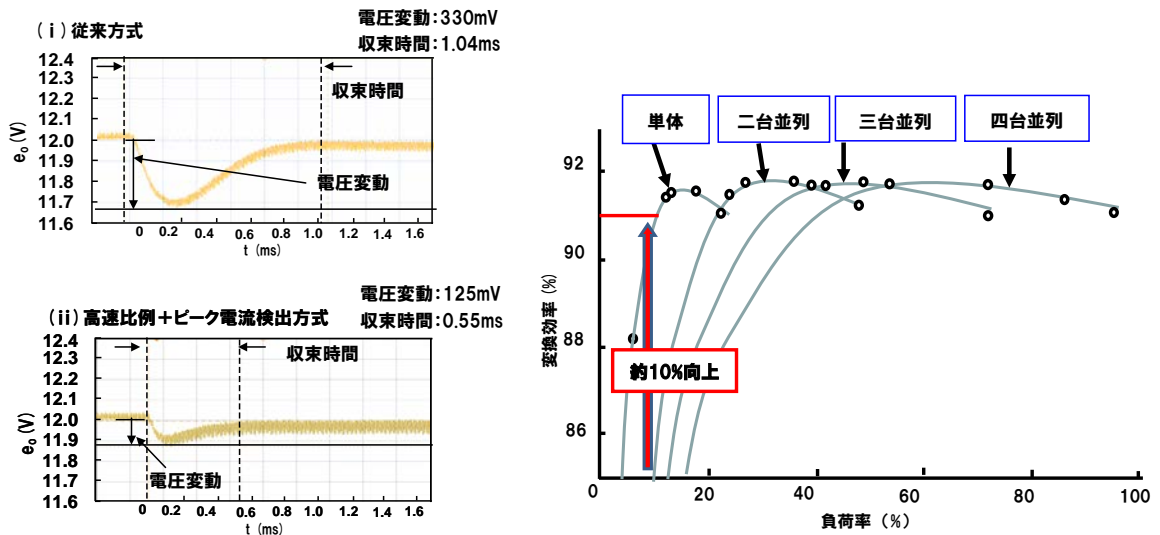 電圧変動:330mV
(ⅰ)従来方式
収束時間:1.04ms
12.4
12.3
12.2
12.1
12.0
11.9
11.8
11.7
11.6
e₀(V)
収束時間
電圧変動
0 0.2 0.4 0.6 0.8 1.0 1.2 1.4 1.6
t (ms)
電圧変動:125mV
(ii)高速比例+ピーク電流検出方式
収束時間:0.55ms
12.4
12.3
12.2
12.1
12.0
11.9
11.8
11.7
11.6
e₀(V)
収束時間
電圧変動
0 0.2 0.4 0.6 0.8 1.0 1.2 1.4 1.6
t (ms)
単体
二台並列
三台並列
四台並列
92
90
88
86
変換効率(%)
約10%向上
0 20 40 60 80 100
負荷率(%)